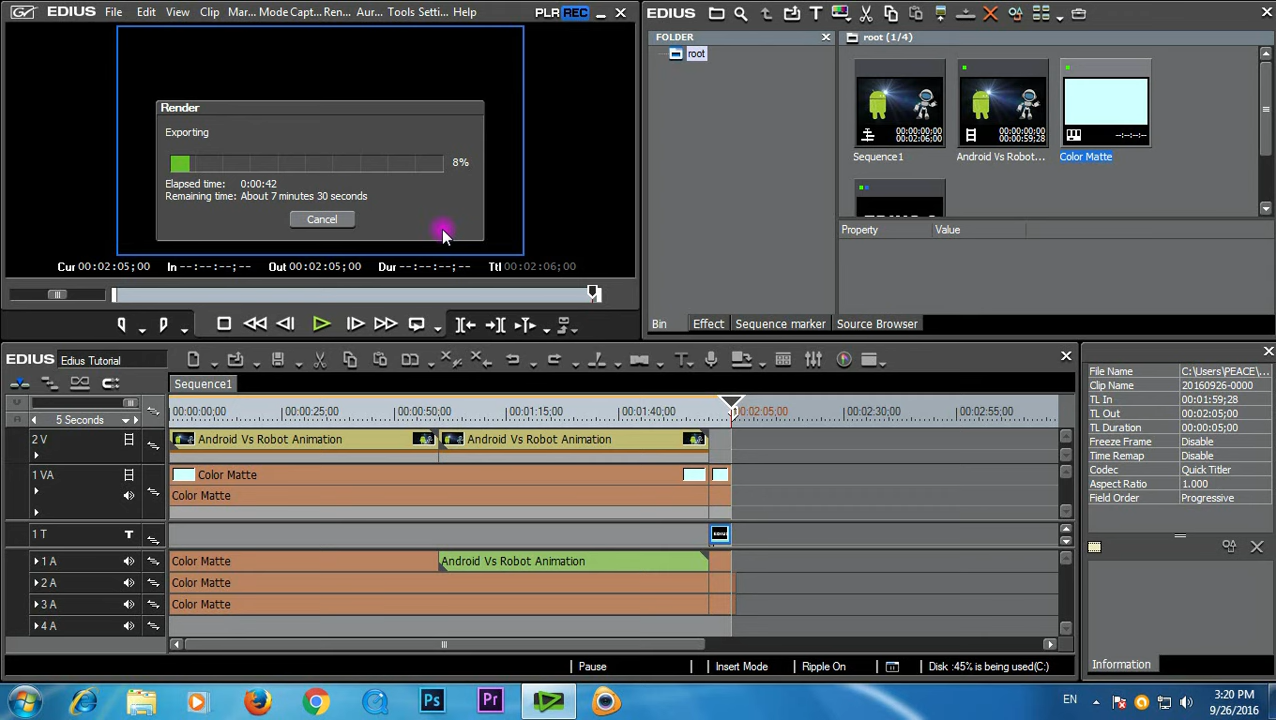 File Edit View Clip Mar... Mode Capt... Ren... Aur... Tools Setti... Help PLR REC
Render
Exporting
8%
Elapsed time: 0:00:42
Remaining time: About 7 minutes 30 seconds
Cancel
Cur 00:02:05;00 In --:--:--;-- Out 00:02:05;00 Dur --:--:--;-- Ttl 00:02:06;00
EDIUS
FOLDER
root
root (1/4)
00:00:00;00
00:02:06;00
Sequence1
00:00:00;00
00:00:59;28
Android Vs Robot...
--:--:--;--
Color Matte
Property Value
Bin Effect Sequence marker Source Browser
EDIUS Edius Tutorial
Sequence1
5 Seconds
00:00:00;00 00:00:25;00 00:00:50;00 00:01:15;00 00:01:40;00 00:02:05;00 00:02:30;00 00:02:55;00
2 V Android Vs Robot Animation Android Vs Robot Animation
1 VA Color Matte
Color Matte
1 T T EDIUS
1 A Color Matte Android Vs Robot Animation
2 A Color Matte
3 A Color Matte
4 A
Pause Insert Mode Ripple On Disk :45% is being used(C:)
File Name C:\Users\PEACE\...
Clip Name 20160926-0000
TL In 00:01:59;28
TL Out 00:02:05;00
TL Duration 00:00:05;00
Freeze Frame Disable
Time Remap Disable
Codec Quick Titler
Aspect Ratio 1.000
Field Order Progressive
Information
Ps Pr
EN
3:20 PM
9/26/2016